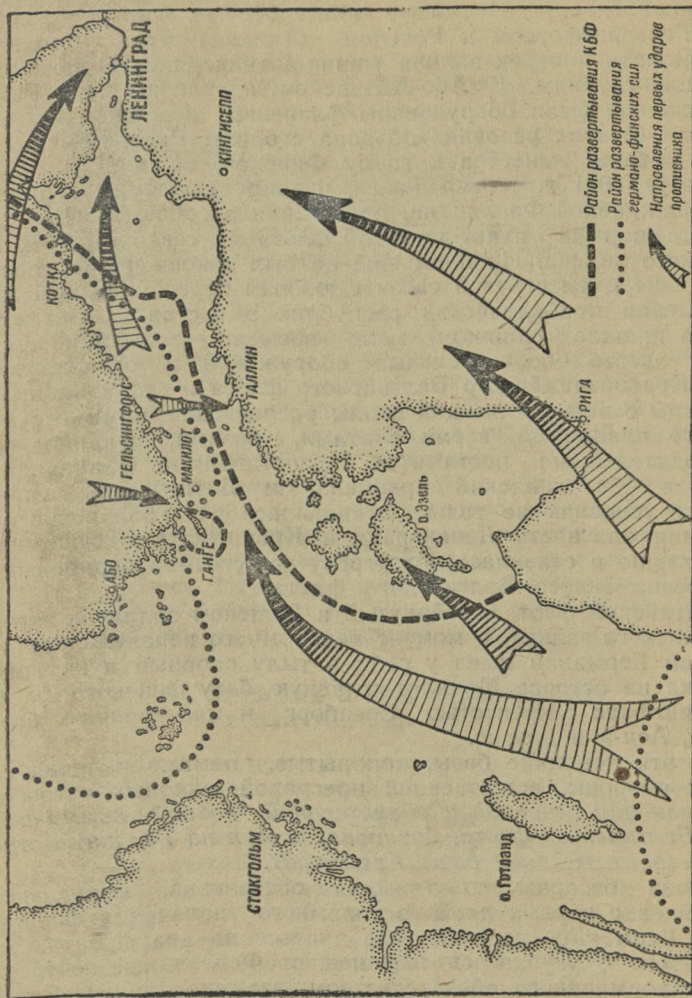 ЛЕНИНГРАД
КИНГИСЕПП
КОТКА
ГЕЛЬСИНГФОРС
МАКИЛОТ
ТАЛЛИН
ГАНГЕ
АБО
РИГА
о.Эзель
СТОКГОЛЬМ
о.Готланд
Район развертывания КБФ
Район развертывания
германо-финских сил
Направления первых ударов
противника